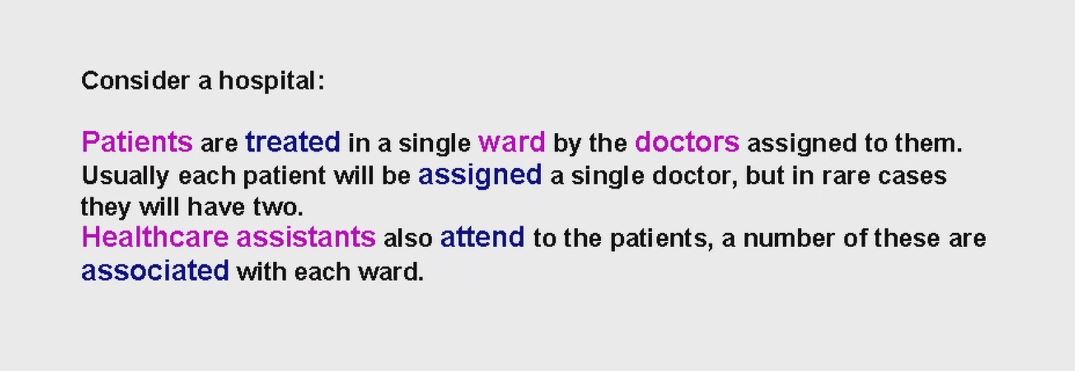 Consider a hospital:
Patients are treated in a single ward by the doctors assigned to them.
Usually each patient will be assigned a single doctor, but in rare cases
they will have two.
Healthcare assistants also attend to the patients, a number of these are
associated with each ward.